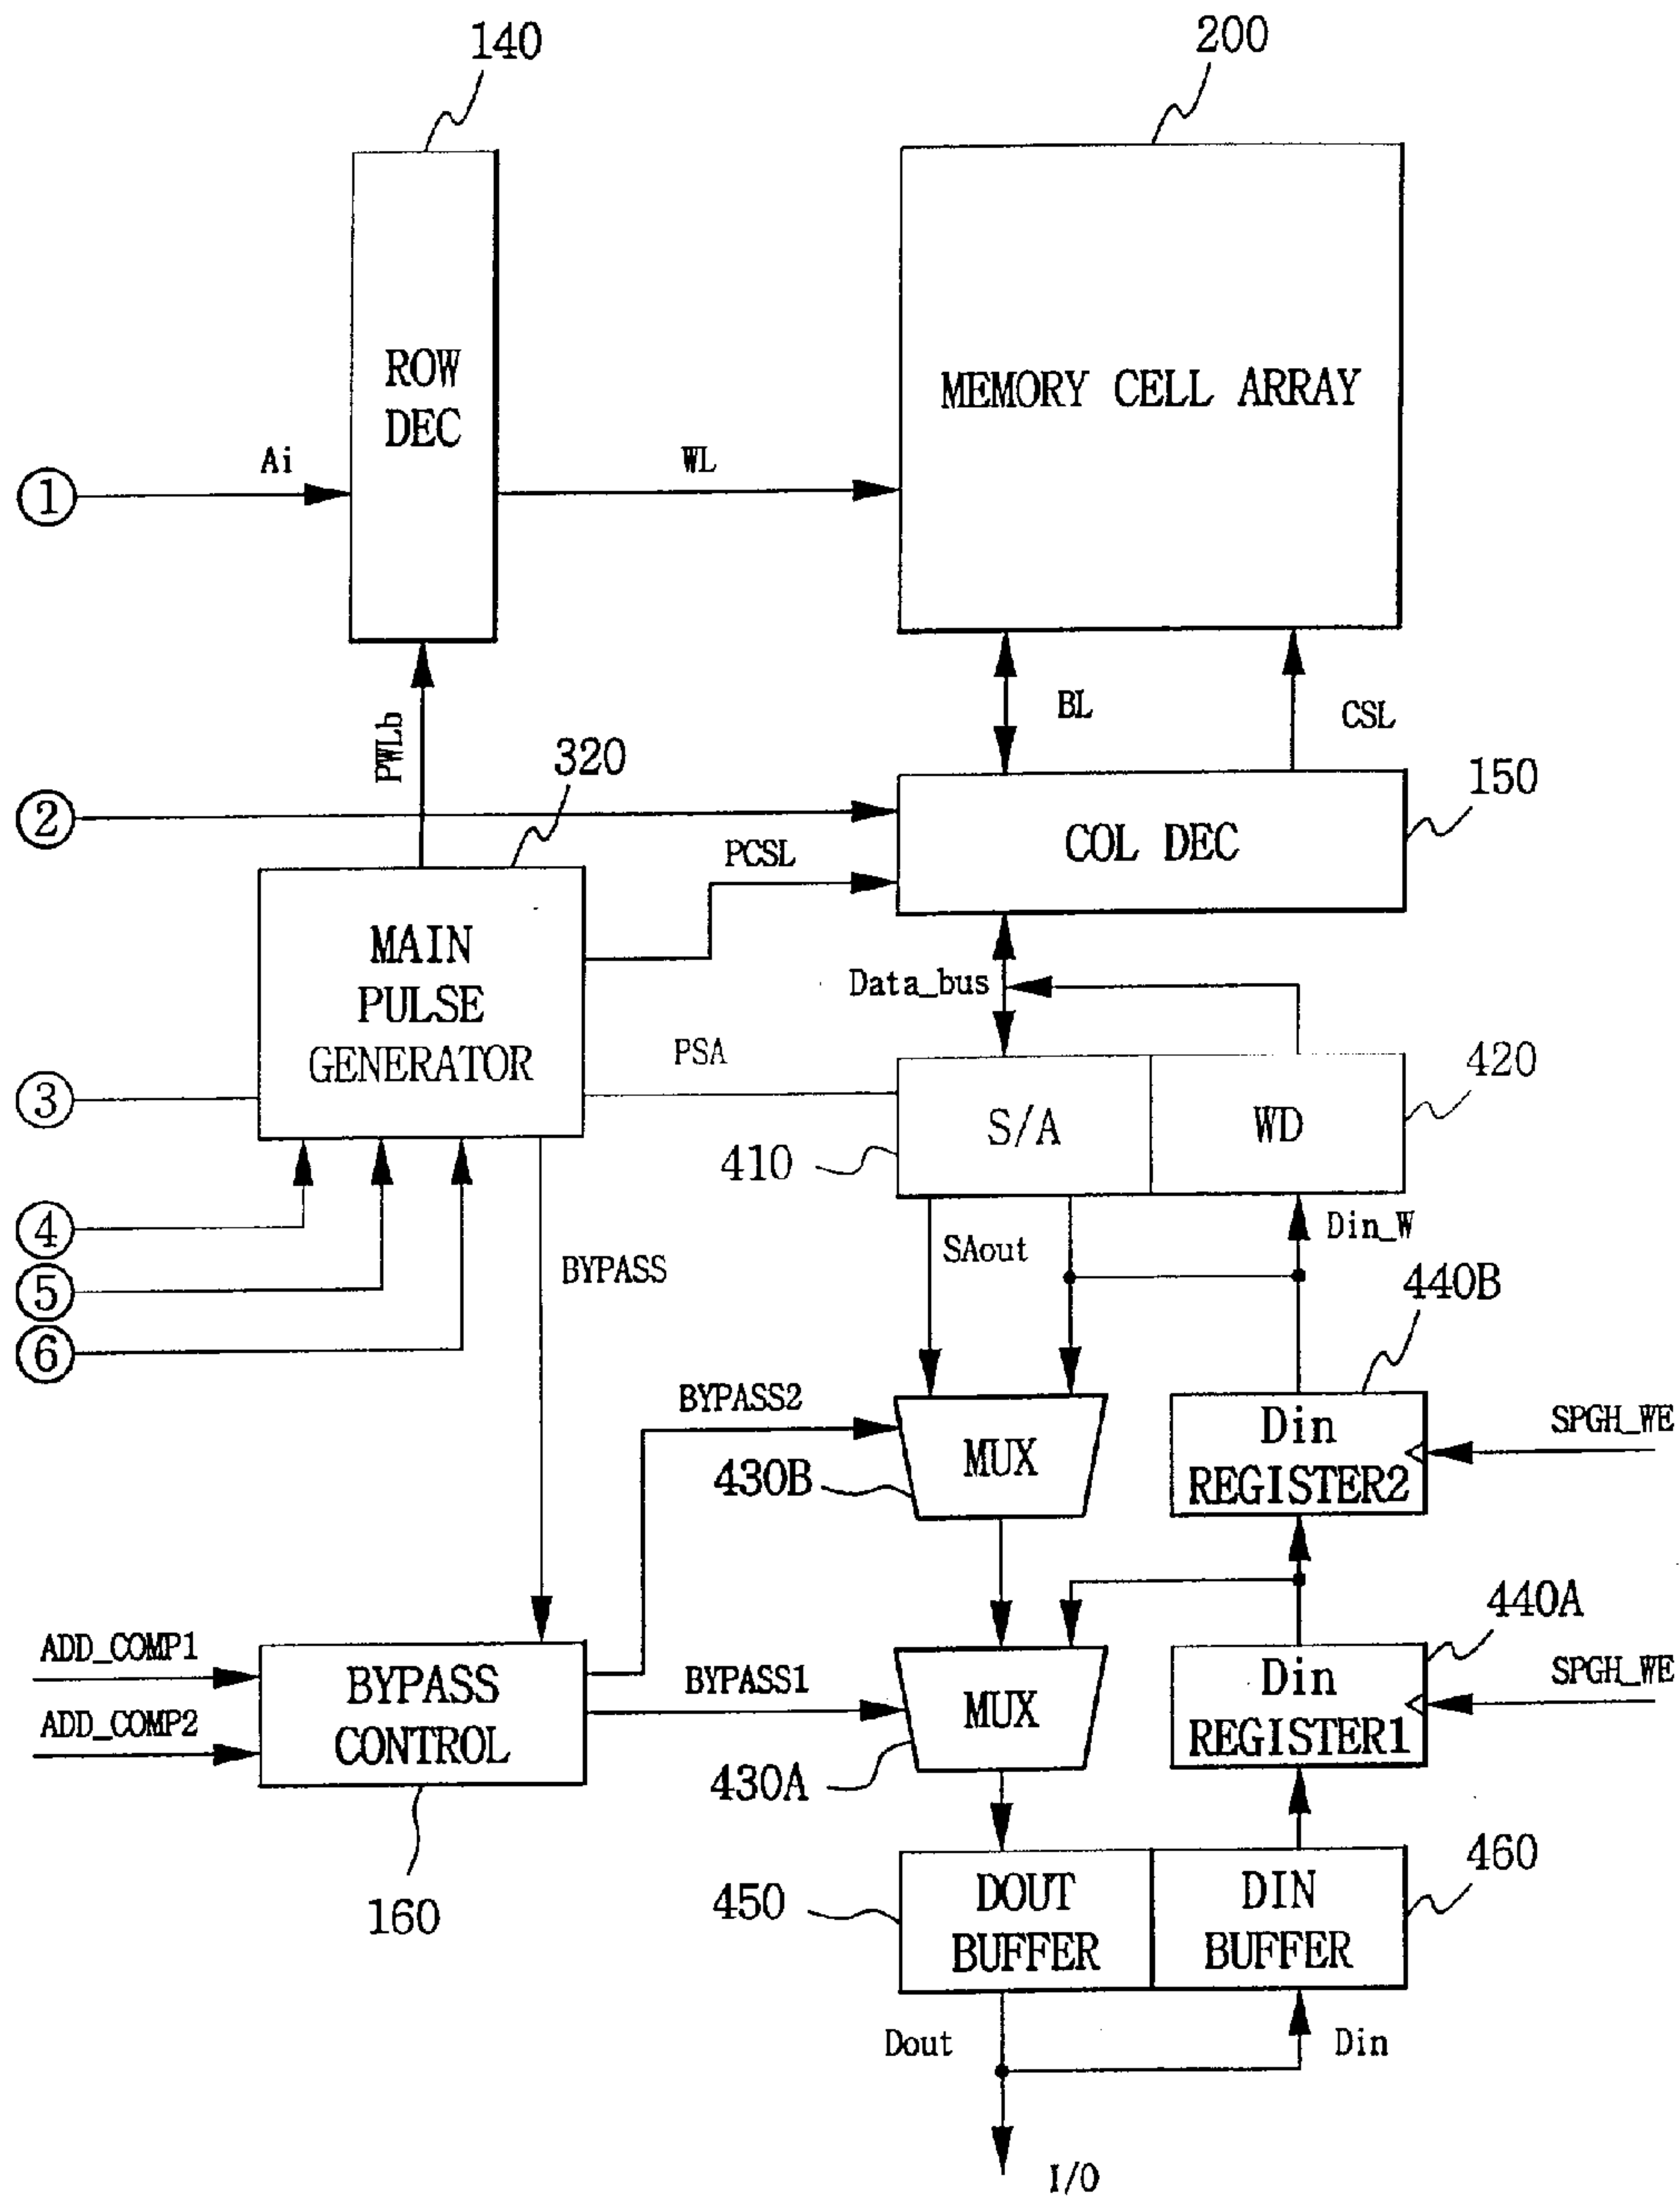 140
200
ROW
DEC
MEMORY CELL ARRAY
① Ai
WL
PWLb
320
BL
CSL
150
②
COL DEC
PCSL
MAIN
PULSE
GENERATOR
Data_bus
③
PSA
S/A
WD
420
410
④
⑤
⑥
BYPASS
SAout
Din_W
440B
BYPASS2
MUX
430B
Din
REGISTER2
SPGH_WE
ADD_COMP1
ADD_COMP2
BYPASS
CONTROL
160
BYPASS1
MUX
430A
Din
REGISTER1
440A
SPGH_WE
450
DOUT
BUFFER
DIN
BUFFER
460
Dout
Din
I/O